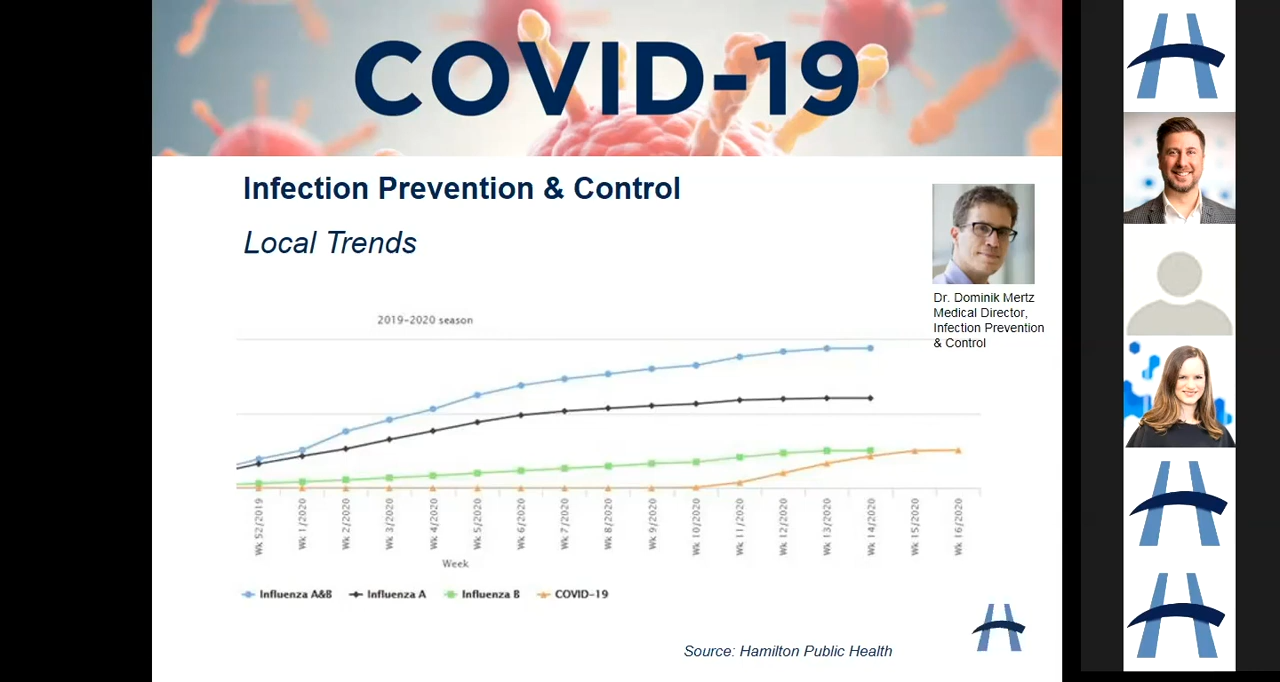 COVID-19
Infection Prevention & Control
Local Trends
Dr. Dominik Mertz
Medical Director,
Infection Prevention
& Control
2019-2020 season
Wk 52/2019
Wk 1/2020
Wk 2/2020
Wk 3/2020
Wk 4/2020
Wk 5/2020
Wk 6/2020
Wk 7/2020
Wk 8/2020
Wk 9/2020
Wk 10/2020
Wk 11/2020
Wk 12/2020
Wk 13/2020
Wk 14/2020
Wk 15/2020
Wk 16/2020
Week
Influenza A&B
Influenza A
Influenza B
COVID-19
Source: Hamilton Public Health